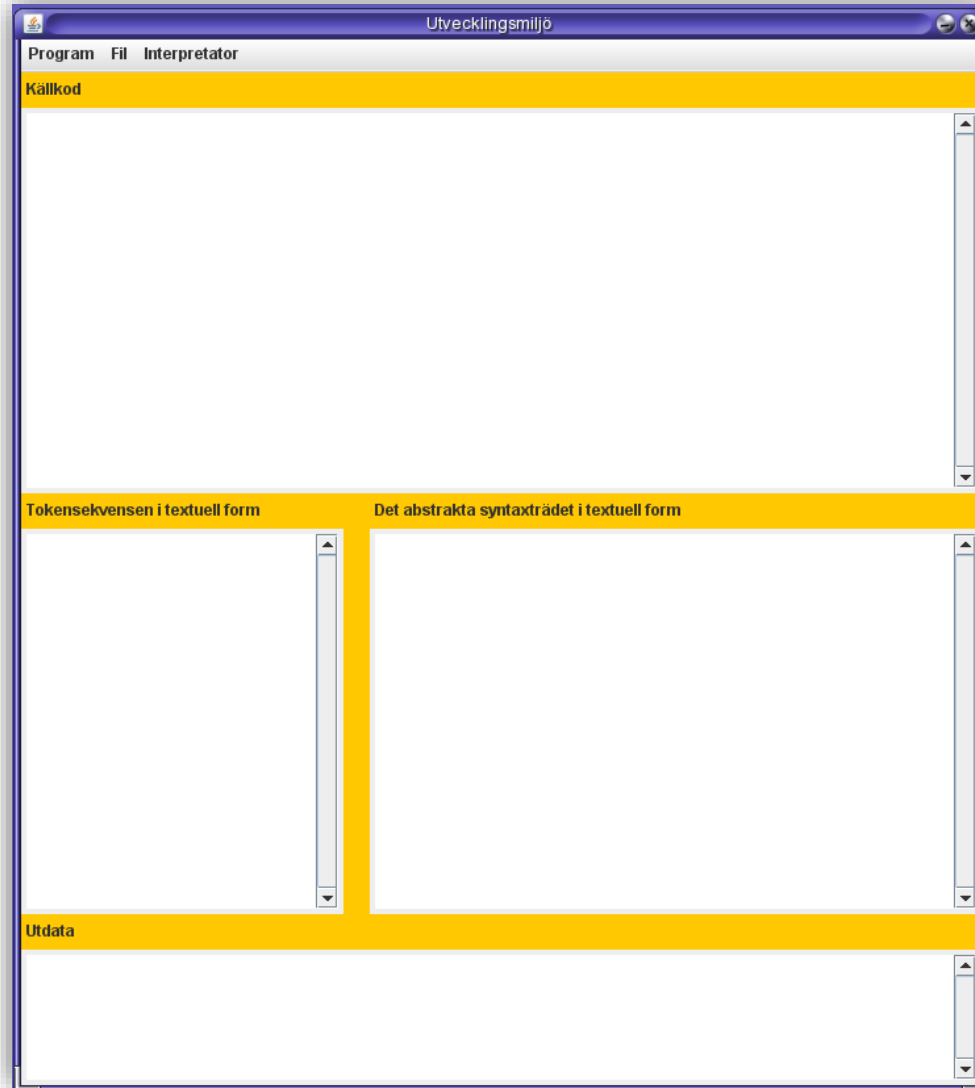 Utvecklingsmiljö
Program Fil Interpretator
Källkod
Tokensekvensen i textuell form Det abstrakta syntaxträdet i textuell form
Utdata